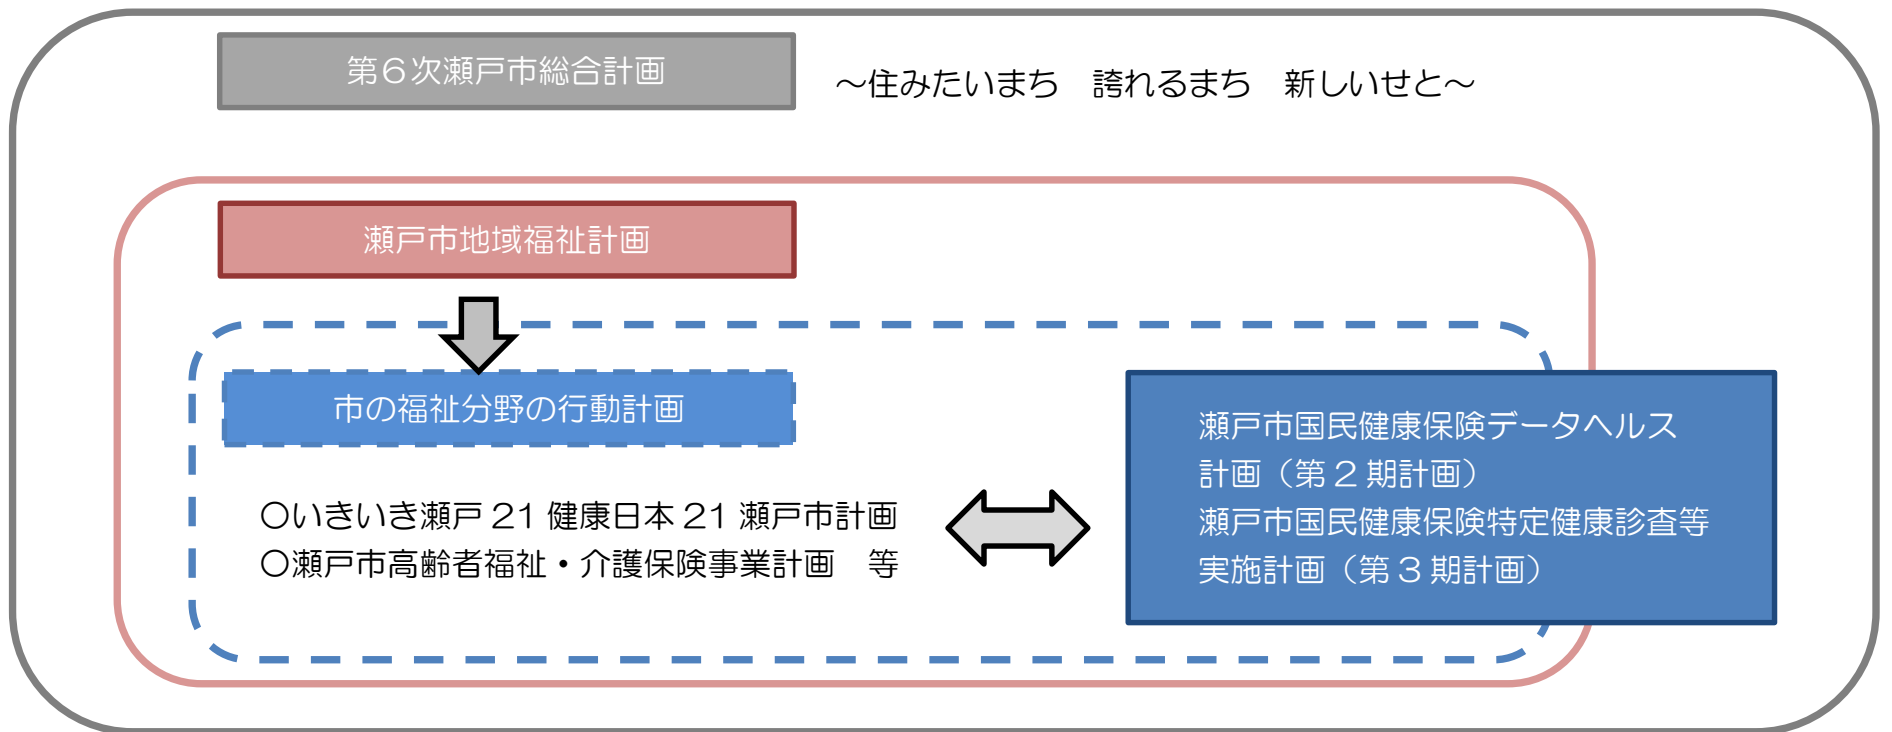 第６次瀬戸市総合計画
～住みたいまち　誇れるまち　新しいせと～
瀬戸市地域福祉計画
市の福祉分野の行動計画
○いきいき瀬戸 21 健康日本 21 瀬戸市計画
○瀬戸市高齢者福祉・介護保険事業計画　等
瀬戸市国民健康保険データヘルス
計画（第２期計画）
瀬戸市国民健康保険特定健康診査等
実施計画（第３期計画）